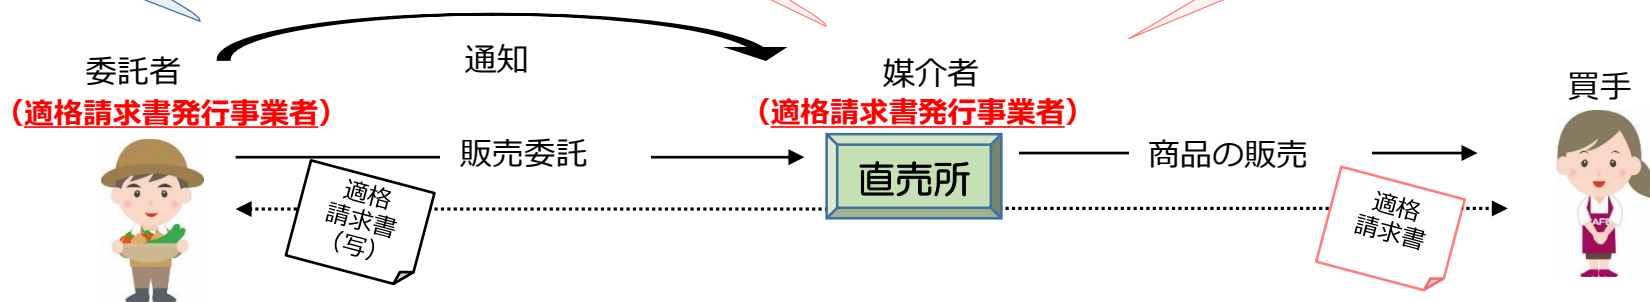 通知
委託者
（適格請求書発行事業者）
媒介者
（適格請求書発行事業者）
買手
販売委託
直売所
商品の販売
適格
請求書
（写）
適格
請求書
CAFE